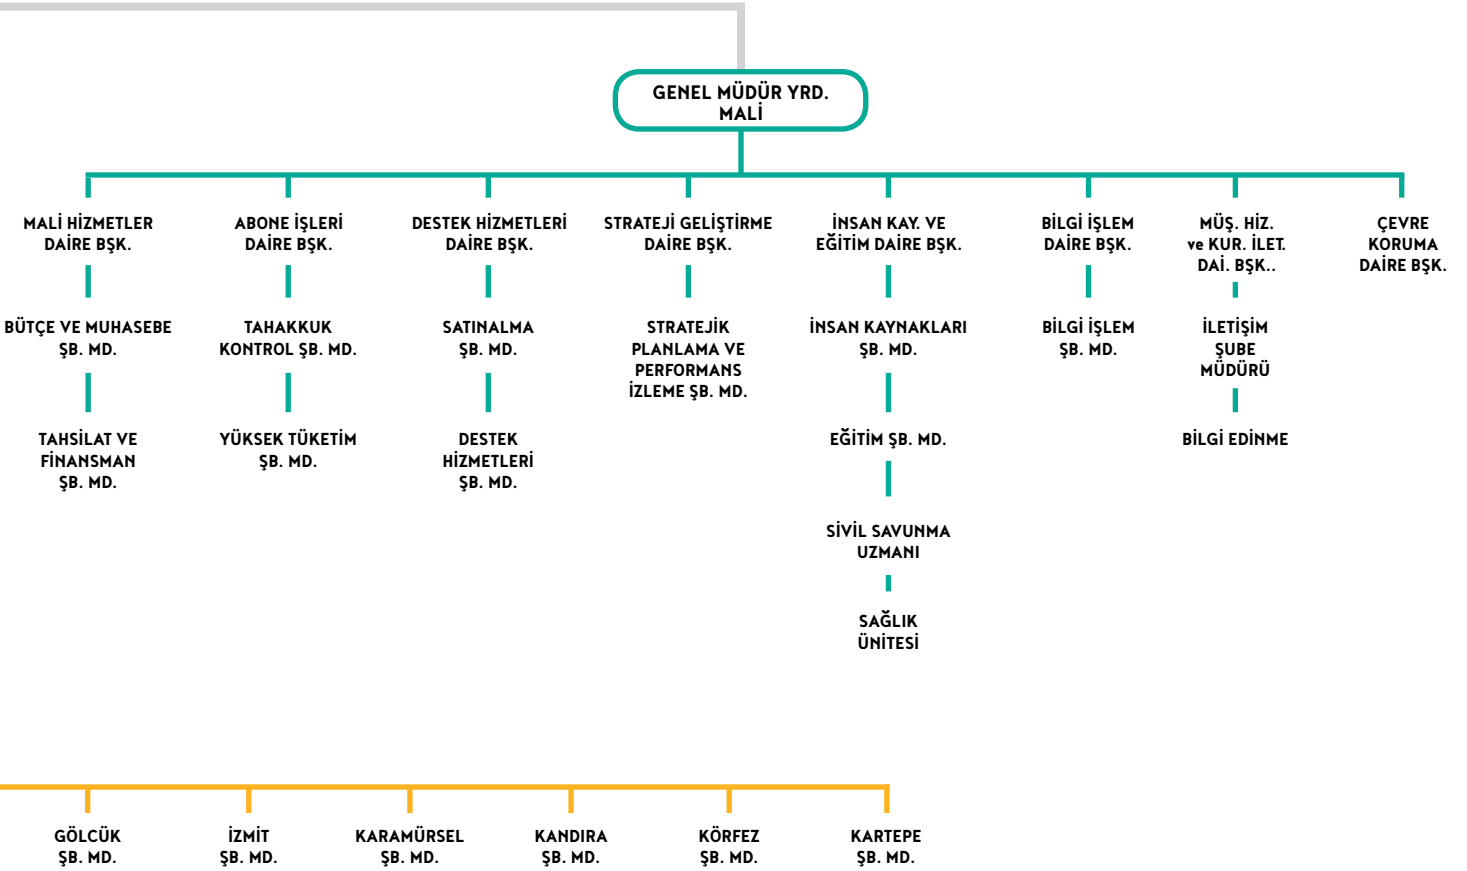 GENEL MÜDÜR YRD.
MALİ
MALİ HİZMETLER
DAİRE BŞK.
BÜTÇE VE MUHASEBE
ŞB. MD.
TAHSİLAT VE
FİNANSMAN
ŞB. MD.
ABONE İŞLERİ
DAİRE BŞK.
TAHAKKUK
KONTROL ŞB. MD.
YÜKSEK TÜKETİM
ŞB. MD.
DESTEK HİZMETLERİ
DAİRE BŞK.
SATINALMA
ŞB. MD.
DESTEK
HİZMETLERİ
ŞB. MD.
STRATEJİ GELİŞTİRME
DAİRE BŞK.
STRATEJİK
PLANLAMA VE
PERFORMANS
İZLEME ŞB. MD.
İNSAN KAY. VE
EĞİTİM DAİRE BŞK.
İNSAN KAYNAKLARI
ŞB. MD.
EĞİTİM ŞB. MD.
SİVİL SAVUNMA
UZMANI
SAĞLIK
ÜNİTESİ
BİLGİ İŞLEM
DAİRE BŞK.
BİLGİ İŞLEM
ŞB. MD.
MÜŞ. HİZ.
ve KUR. İLET.
DAİ. BŞK..
İLETİŞİM
ŞUBE
MÜDÜRÜ
BİLGİ EDİNME
ÇEVRE
KORUMA
DAİRE BŞK.
GÖLCÜK
ŞB. MD.
İZMİT
ŞB. MD.
KARAMÜRSEL
ŞB. MD.
KANDIRA
ŞB. MD.
KÖRFEZ
ŞB. MD.
KARTEPE
ŞB. MD.